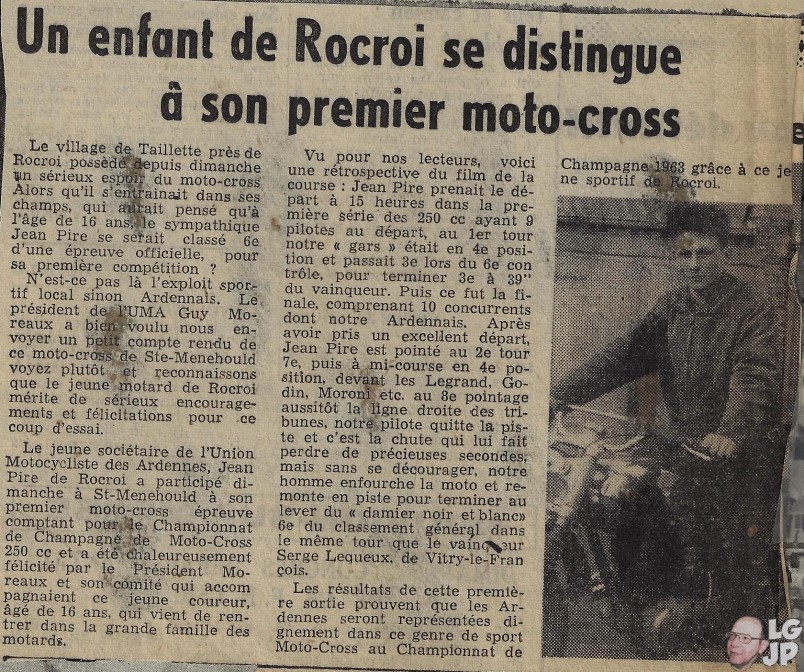 Un enfant de Rocroi se distingue
à son premier moto-cross
Le village de Taillette près de
Rocroi possède depuis dimanche
un sérieux espoir du moto-cross
Alors qu'il s'entrainait dans ses
champs, qui aurait pensé qu'à
l'âge de 16 ans, le sympathique
Jean Pire se serait classé 6e
d'une épreuve officielle, pour
sa première compétition ?
N'est-ce pas là l'exploit spor-
tif local sinon Ardennais. Le
président de l'UMA Guy Mo-
reaux a bien voulu nous en-
voyer un petit compte rendu de
ce moto-cross de Ste-Menehould
voyez plutôt et reconnaissons
que le jeune motard de Rocroi
mérite de sérieux encourage-
ments et félicitations pour ce
coup d'essai.
Le jeune sociétaire de l'Union
Motocycliste des Ardennes, Jean
Pire de Rocroi a participé di-
manche à St-Menehould à son
premier moto-cross épreuve
comptant pour le Championnat
de Champagne de Moto-Cross
250 cc et a été chaleureusement
félicité par le Président Mo-
reaux et son comité qui accom
pagnaient ce jeune coureur,
âgé de 16 ans, qui vient de ren-
trer dans la grande famille des
motards.
Vu pour nos lecteurs, voici
une rétrospective du film de la
course : Jean Pire prenait le dé-
part à 15 heures dans la pre-
mière série des 250 cc ayant 9
pilotes au départ, au 1er tour
notre « gars » était en 4e po-
sition et passait 3e lors du 6e con
trôle, pour terminer 3e à 39"
du vainqueur. Puis ce fut la fi-
nale, comprenant 10 concurrents
dont notre Ardennais. Après
avoir pris un excellent départ,
Jean Pire est pointé au 2e tour
7e, puis à mi-course en 4e po-
sition, devant les Legrand, Go-
din, Moroni etc. au 8e pointage
aussitôt la ligne droite des tri-
bunes, notre pilote quitte la pis-
te et c'est la chute qui lui fait
perdre de précieuses secondes,
mais sans se décourager, notre
homme enfourche la moto et re-
monte en piste pour terminer au
lever du « damier noir et blanc»
6e du classement général dans
le même tour que le vainqueur
Serge Lequeux, de Vitry-le-Fran
çois.
Les résultats de cette premiè-
re sortie prouvent que les Ar-
dennes seront représentées di-
gnement dans ce genre de sport
Moto-Cross au Championnat de
Champagne 1963 grâce à ce je
ne sportif de Rocroi.
LG
JP